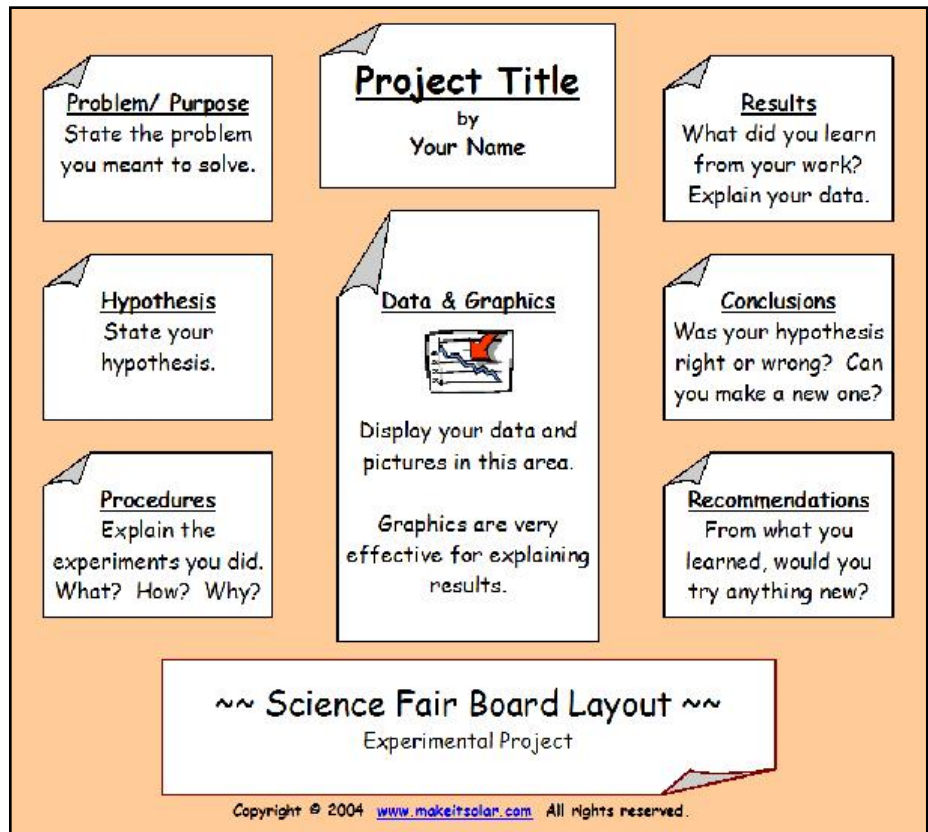 Project Title
by
Your Name
Problem/ Purpose
State the problem
you meant to solve.
Hypothesis
State your
hypothesis.
Procedures
Explain the
experiments you did.
What? How? Why?
Data & Graphics
Display your data and
pictures in this area.
Graphics are very
effective for explaining
results.
Results
What did you learn
from your work?
Explain your data.
Conclusions
Was your hypothesis
right or wrong? Can
you make a new one?
Recommendations
From what you
learned, would you
try anything new?
~~ Science Fair Board Layout ~~
Experimental Project
Copyright © 2004 www.makeitsolar.com All rights reserved.